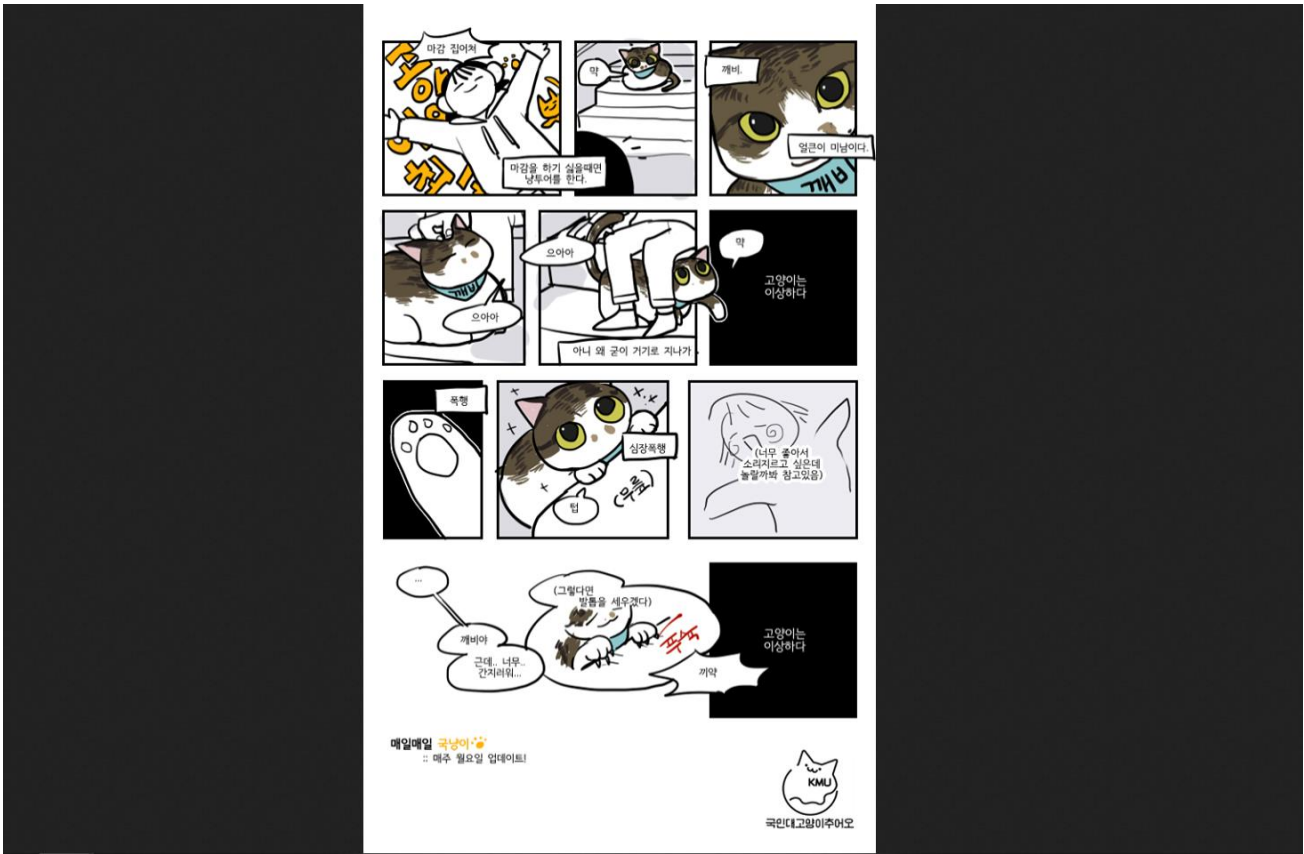 마감 집어쳐
마감을 하기 싫을때면
냥투어를 한다.
먁
깨비.
얼큰이 미남이다.
깨비
깨비
으아아
으아아
아니 왜 굳이 거기로 지나가
먁
고양이는
이상하다
폭행
심장폭행
텁
(무릎)
(너무 좋아서
소리지르고 싶은데
놀랄까봐 참고있음)
...
깨비야
근데.. 너무..
간지러워...
(그렇다면
발톱을 세우겠다)
푸슉
끼약
고양이는
이상하다
매일매일 국냥이
:: 매주 월요일 업데이트!
KMU
국민대고양이추어오